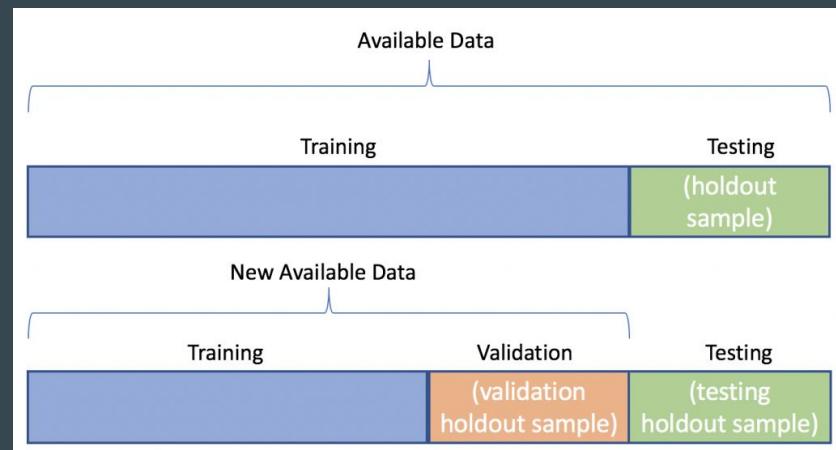 Available Data
Training Testing
(holdout
sample)
New Available Data
Training Validation Testing
(validation
holdout sample)
(testing
holdout sample)